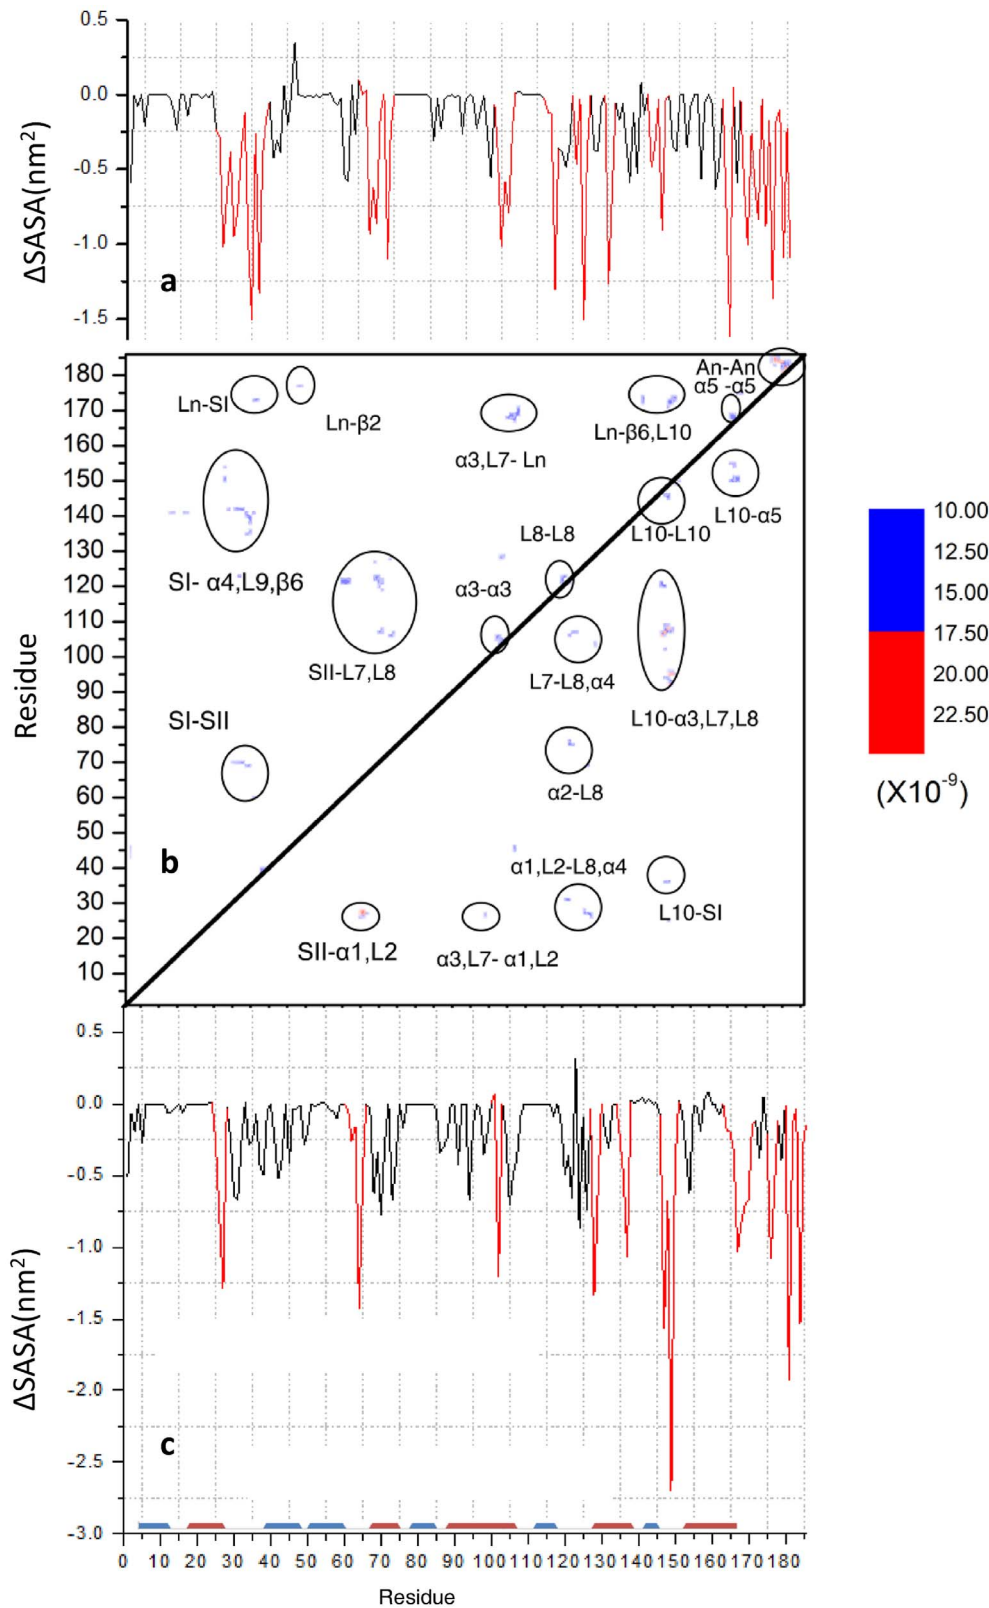 0.5
0.0
-0.5
-1.0
-1.5
ΔSASA(nm²)
a
180
170
160
150
140
130
120
110
100
90
80
70
60
50
40
30
20
10
Residue
An-An
α5 -α5
Ln-SI
Ln-β2
Ln-β6,L10
α3,L7- Ln
L10-α5
L8-L8
L10-L10
SI- α4,L9,β6
α3-α3
SII-L7,L8
L7-L8,α4
SI-SII
L10-α3,L7,L8
α2-L8
b
α1,L2-L8,α4
L10-SI
SII-α1,L2
α3,L7- α1,L2
10.00
12.50
15.00
17.50
20.00
22.50
(X10⁻⁹)
0.5
0.0
-0.5
-1.0
-1.5
-2.0
-2.5
-3.0
ΔSASA(nm²)
c
0 10 20 30 40 50 60 70 80 90 100 110 120 130 140 150 160 170 180
Residue